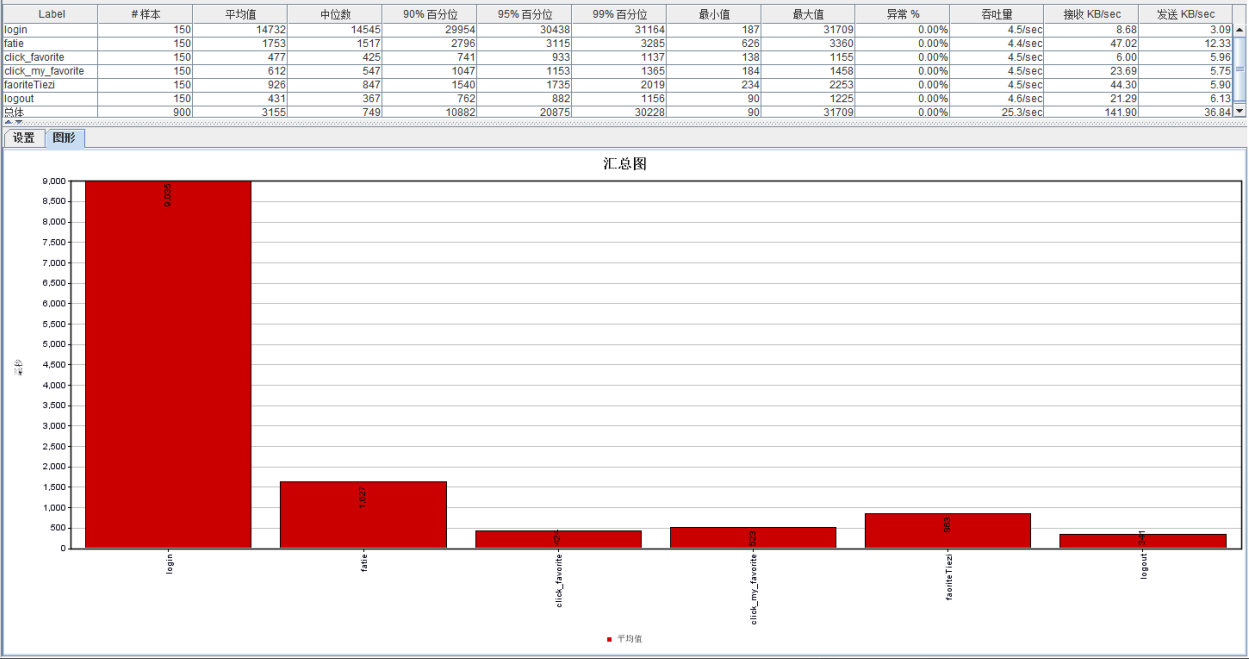 Label # 样本 平均值 中位数 90% 百分位 95% 百分位 99% 百分位 最小值 最大值 异常 % 吞吐量 接收 KB/sec 发送 KB/sec
login 150 14732 14545 29954 30438 31164 187 31709 0.00% 4.5/sec 8.68 3.09
fatie 150 1753 1517 2796 3115 3285 626 3360 0.00% 4.4/sec 47.02 12.33
click_favorite 150 477 425 741 933 1137 138 1155 0.00% 4.5/sec 6.00 5.96
click_my_favorite 150 612 547 1047 1153 1365 184 1458 0.00% 4.5/sec 23.69 5.75
faoriteTiezi 150 926 847 1540 1735 2019 234 2253 0.00% 4.5/sec 44.30 5.90
logout 150 431 367 762 882 1156 90 1225 0.00% 4.6/sec 21.29 6.13
总体 900 3155 749 10882 20875 30228 90 31709 0.00% 25.3/sec 141.90 36.84
设置 图形
汇总图
9,000
8,500
8,000
7,500
7,000
6,500
6,000
5,500
5,000
4,500
4,000
3,500
3,000
2,500
2,000
1,500
1,000
500
0
毫秒
9,035
1,627
424
523
863
341
login
fatie
click_favorite
click_my_favorite
faoriteTiezi
logout
平均值